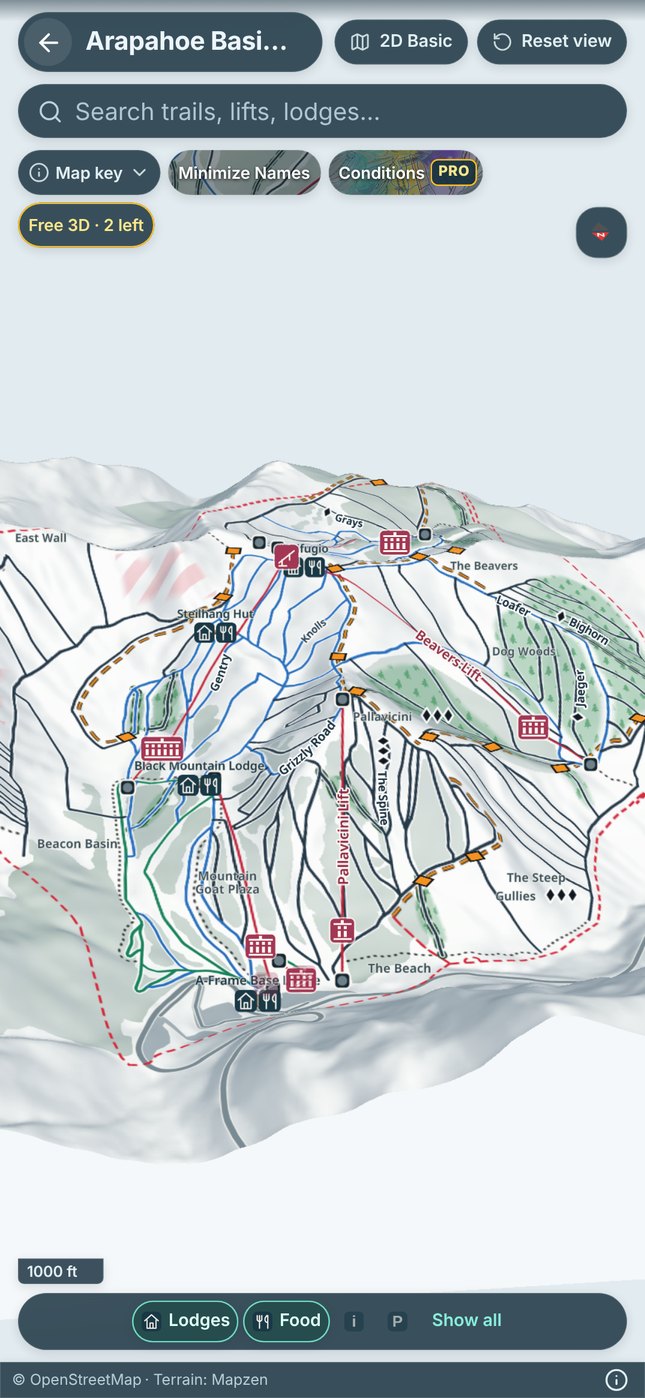 Arapahoe Basi...
2D Basic
Reset view
Search trails, lifts, lodges...
Map key
Minimize Names
Conditions PRO
Free 3D · 2 left
Grays
East Wall
fugio
The Beavers
Steilhang Hut
Loafer
Bighorn
Knolls
Beavers Lift
Dog Woods
Gentry
Jaeger
Pallavicini
Grizzly Road
Black Mountain Lodge
The Spine
Pallavicini Lift
Beacon Basin
Mountain
Goat Plaza
The Steep
Gullies
The Beach
A-Frame Base
1000 ft
Lodges
Food
i
P
Show all
© OpenStreetMap · Terrain: Mapzen